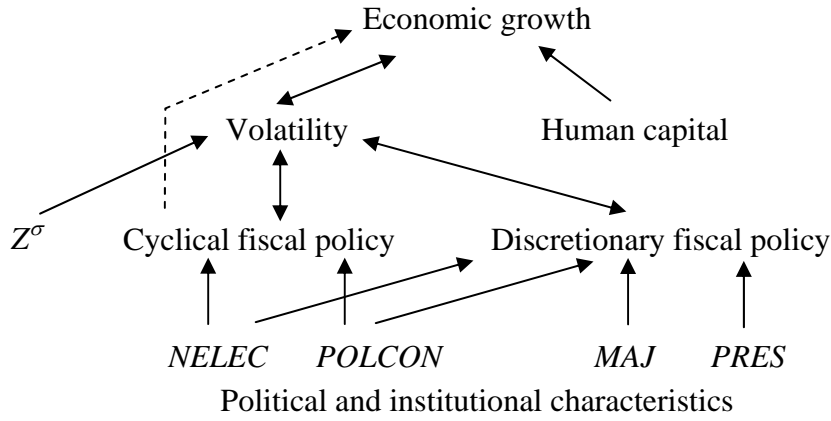 Economic growth
Volatility Human capital
Z^σ Cyclical fiscal policy Discretionary fiscal policy
NELEC POLCON MAJ PRES
Political and institutional characteristics